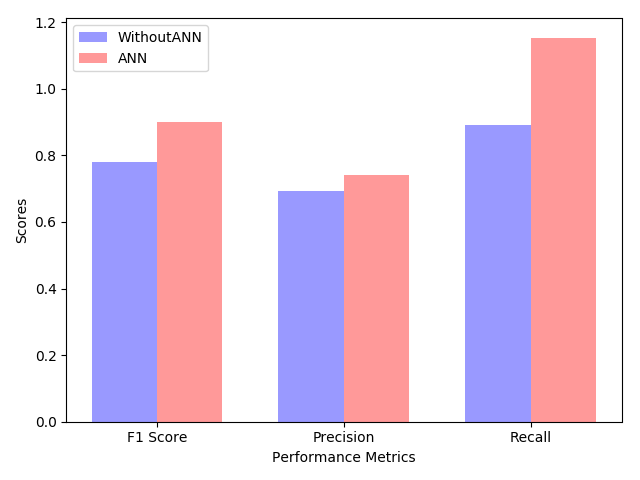 WithoutANN
ANN
1.2
1.0
0.8
0.6
0.4
0.2
0.0
Scores
F1 Score
Precision
Recall
Performance Metrics